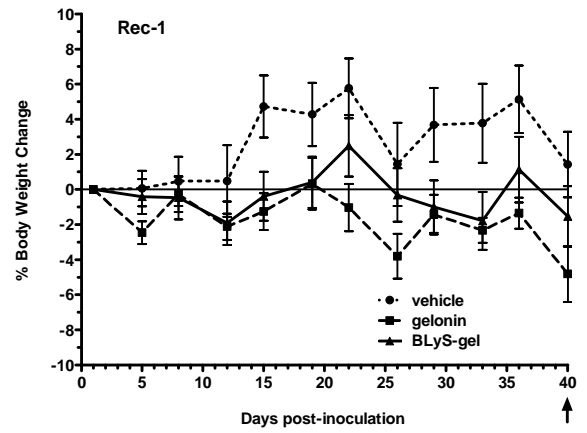 Rec-1
% Body Weight Change
10
8
6
4
2
0
-2
-4
-6
-8
-10
vehicle
gelonin
BLyS-gel
0 5 10 15 20 25 30 35 40
Days post-inoculation